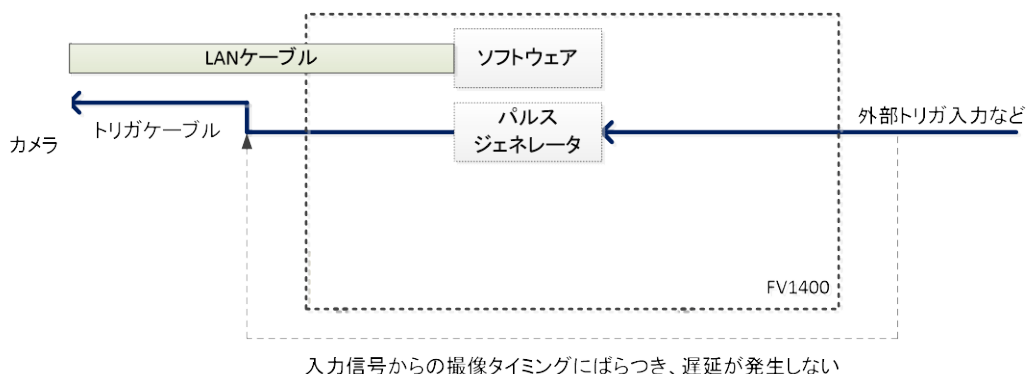 LANケーブル
ソフトウェア
パルス
ジェネレータ
外部トリガ入力など
トリガケーブル
カメラ
FV1400
入力信号からの撮像タイミングにばらつき、遅延が発生しない